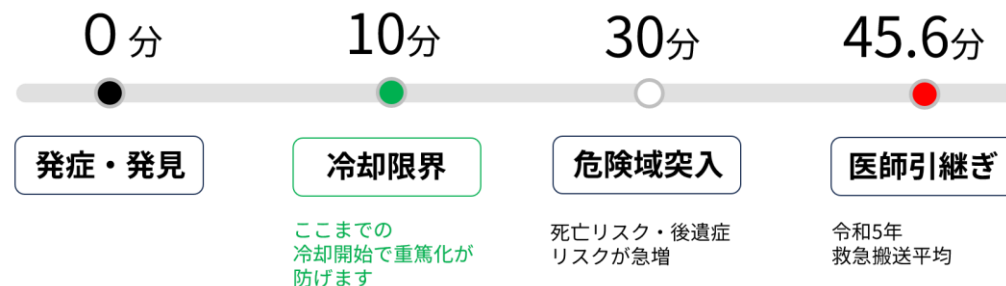 0分
10分
30分
45.6分
発症・発見
冷却限界
危険域突入
医師引継ぎ
ここまでの
冷却開始で重篤化が
防げます
死亡リスク・後遺症
リスクが急増
令和5年
救急搬送平均